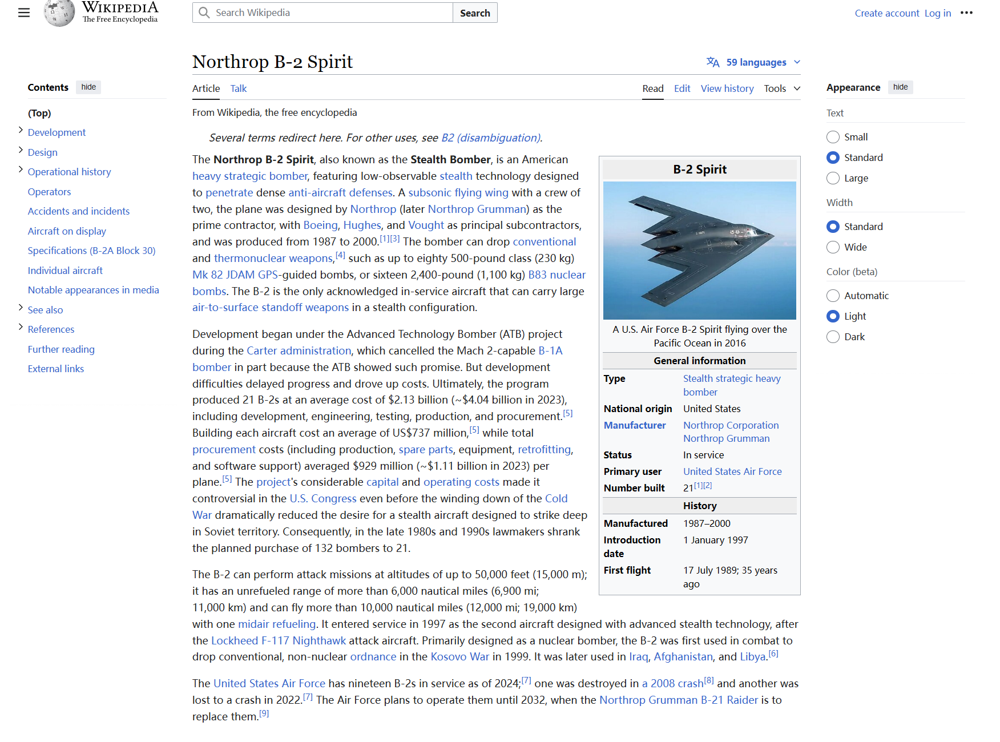 WIKIPEDIA
The Free Encyclopedia
Search Wikipedia
Search
Create account Log in
Contents hide
(Top)
Development
Design
Operational history
Operators
Accidents and incidents
Aircraft on display
Specifications (B-2A Block 30)
Individual aircraft
Notable appearances in media
See also
References
Further reading
External links
Northrop B-2 Spirit
59 languages
Article Talk
Read Edit View history Tools
From Wikipedia, the free encyclopedia
Several terms redirect here. For other uses, see B2 (disambiguation).
The Northrop B-2 Spirit, also known as the Stealth Bomber, is an American
heavy strategic bomber, featuring low-observable stealth technology designed
to penetrate dense anti-aircraft defenses. A subsonic flying wing with a crew of
two, the plane was designed by Northrop (later Northrop Grumman) as the
prime contractor, with Boeing, Hughes, and Vought as principal subcontractors,
and was produced from 1987 to 2000.[1][3] The bomber can drop conventional
and thermonuclear weapons,[4] such as up to eighty 500-pound class (230 kg)
Mk 82 JDAM GPS-guided bombs, or sixteen 2,400-pound (1,100 kg) B83 nuclear
bombs. The B-2 is the only acknowledged in-service aircraft that can carry large
air-to-surface standoff weapons in a stealth configuration.
Development began under the Advanced Technology Bomber (ATB) project
during the Carter administration, which cancelled the Mach 2-capable B-1A
bomber in part because the ATB showed such promise. But development
difficulties delayed progress and drove up costs. Ultimately, the program
produced 21 B-2s at an average cost of $2.13 billion (~$4.04 billion in 2023),
including development, engineering, testing, production, and procurement.[5]
Building each aircraft cost an average of US$737 million,[5] while total
procurement costs (including production, spare parts, equipment, retrofitting,
and software support) averaged $929 million (~$1.11 billion in 2023) per
plane.[5] The project's considerable capital and operating costs made it
controversial in the U.S. Congress even before the winding down of the Cold
War dramatically reduced the desire for a stealth aircraft designed to strike deep
in Soviet territory. Consequently, in the late 1980s and 1990s lawmakers shrank
the planned purchase of 132 bombers to 21.
The B-2 can perform attack missions at altitudes of up to 50,000 feet (15,000 m);
it has an unrefueled range of more than 6,000 nautical miles (6,900 mi;
11,000 km) and can fly more than 10,000 nautical miles (12,000 mi; 19,000 km)
with one midair refueling. It entered service in 1997 as the second aircraft designed with advanced stealth technology, after
the Lockheed F-117 Nighthawk attack aircraft. Primarily designed as a nuclear bomber, the B-2 was first used in combat to
drop conventional, non-nuclear ordnance in the Kosovo War in 1999. It was later used in Iraq, Afghanistan, and Libya.[6]
The United States Air Force has nineteen B-2s in service as of 2024;[7] one was destroyed in a 2008 crash[8] and another was
lost to a crash in 2022.[7] The Air Force plans to operate them until 2032, when the Northrop Grumman B-21 Raider is to
replace them.[9]
B-2 Spirit
A U.S. Air Force B-2 Spirit flying over the
Pacific Ocean in 2016
General information
Type Stealth strategic heavy
bomber
National origin United States
Manufacturer Northrop Corporation
Northrop Grumman
Status In service
Primary user United States Air Force
Number built 21[1][2]
History
Manufactured 1987–2000
Introduction 1 January 1997
date
First flight 17 July 1989; 35 years
ago
Appearance hide
Text
Small
Standard
Large
Width
Standard
Wide
Color (beta)
Automatic
Light
Dark